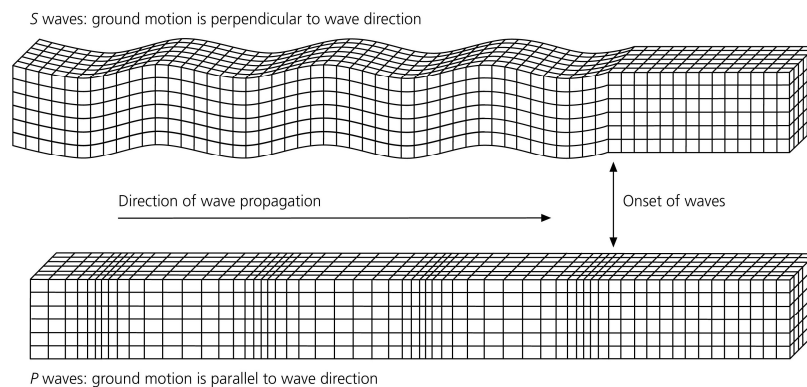 S waves: ground motion is perpendicular to wave direction
Direction of wave propagation
Onset of waves
P waves: ground motion is parallel to wave direction